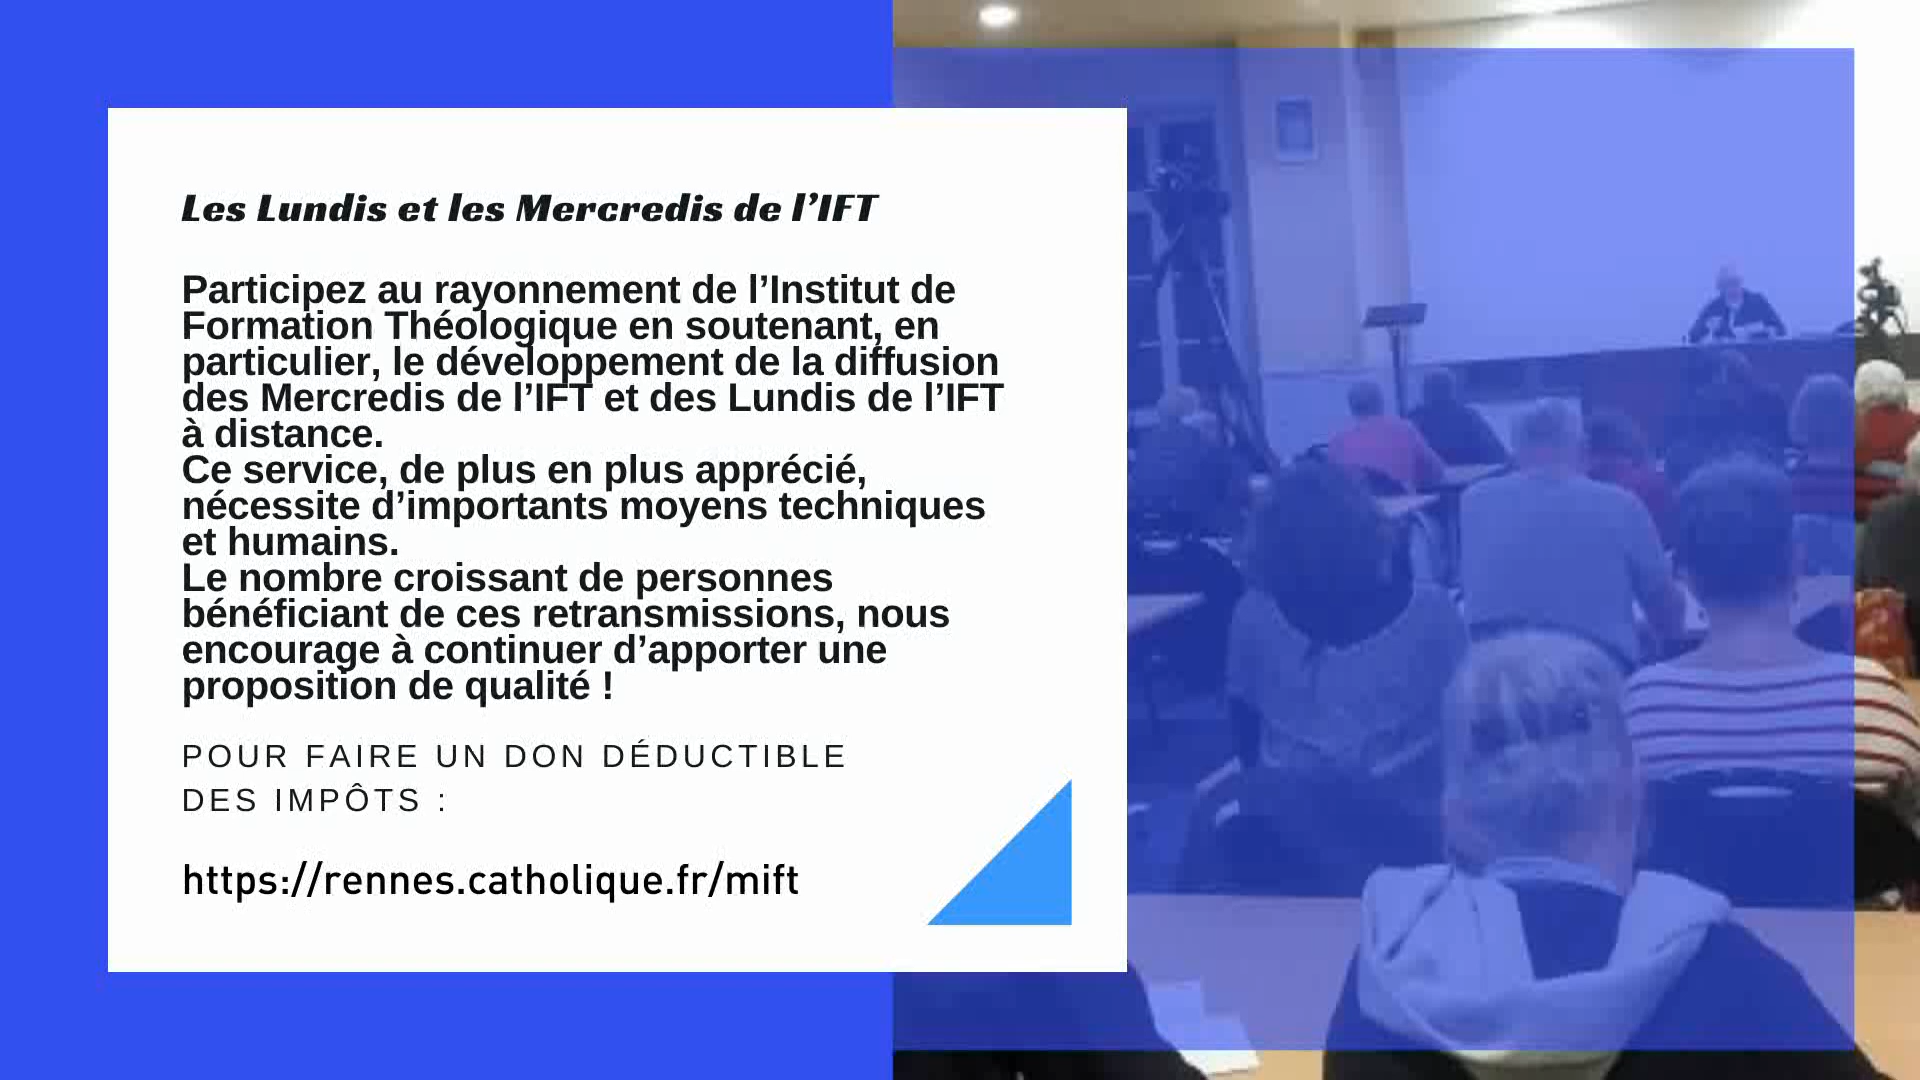 Les Lundis et les Mercredis de l’IFT
Participez au rayonnement de l’Institut de
Formation Théologique en soutenant, en
particulier, le développement de la diffusion
des Mercredis de l’IFT et des Lundis de l’IFT
à distance.
Ce service, de plus en plus apprécié,
nécessite d’importants moyens techniques
et humains.
Le nombre croissant de personnes
bénéficiant de ces retransmissions, nous
encourage à continuer d’apporter une
proposition de qualité !
POUR FAIRE UN DON DÉDUCTIBLE
DES IMPÔTS :
https://rennes.catholique.fr/mift